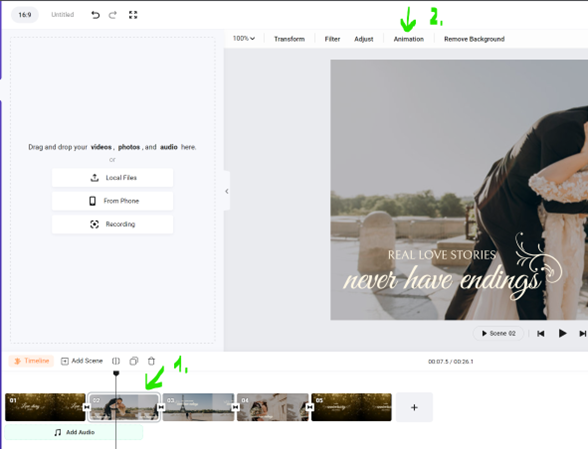 16:9 Untitled
2.
100% Transform Filter Adjust Animation Remove Background
Drag and drop your videos, photos, and audio here.
or
Local Files
From Phone
Recording
REAL LOVE STORIES
never have endings
Scene 02
Timeline Add Scene 00:07.5 / 00:26.1
1.
01 02 03 04 05
Love story
+
Add Audio